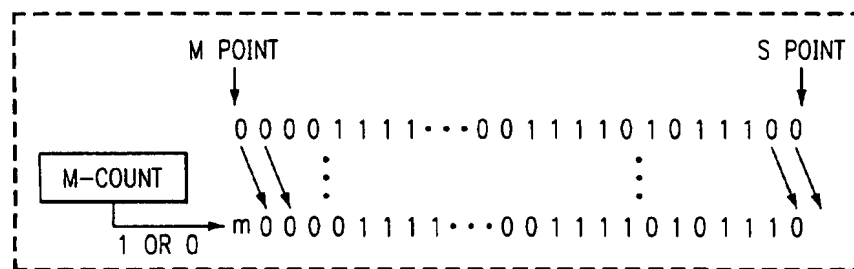 M POINT S POINT
0 0 0 0 1 1 1 1 ··· 0 0 1 1 1 1 0 1 0 1 1 1 0 0
M-COUNT
m 0 0 0 0 1 1 1 1 ··· 0 0 1 1 1 1 0 1 0 1 1 1 0
1 OR 0